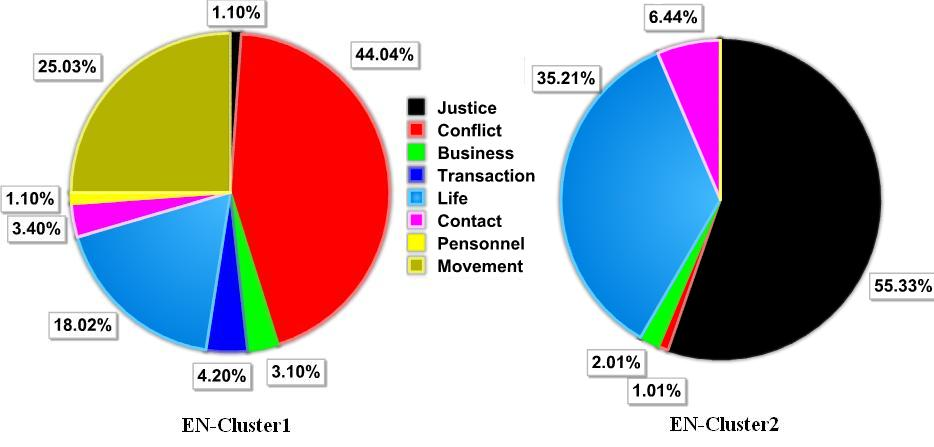 1.10%
44.04%
25.03%
1.10%
3.40%
18.02%
4.20%
3.10%
EN-Cluster1
Justice
Conflict
Business
Transaction
Life
Contact
Pensonnel
Movement
6.44%
35.21%
55.33%
2.01%
1.01%
EN-Cluster2